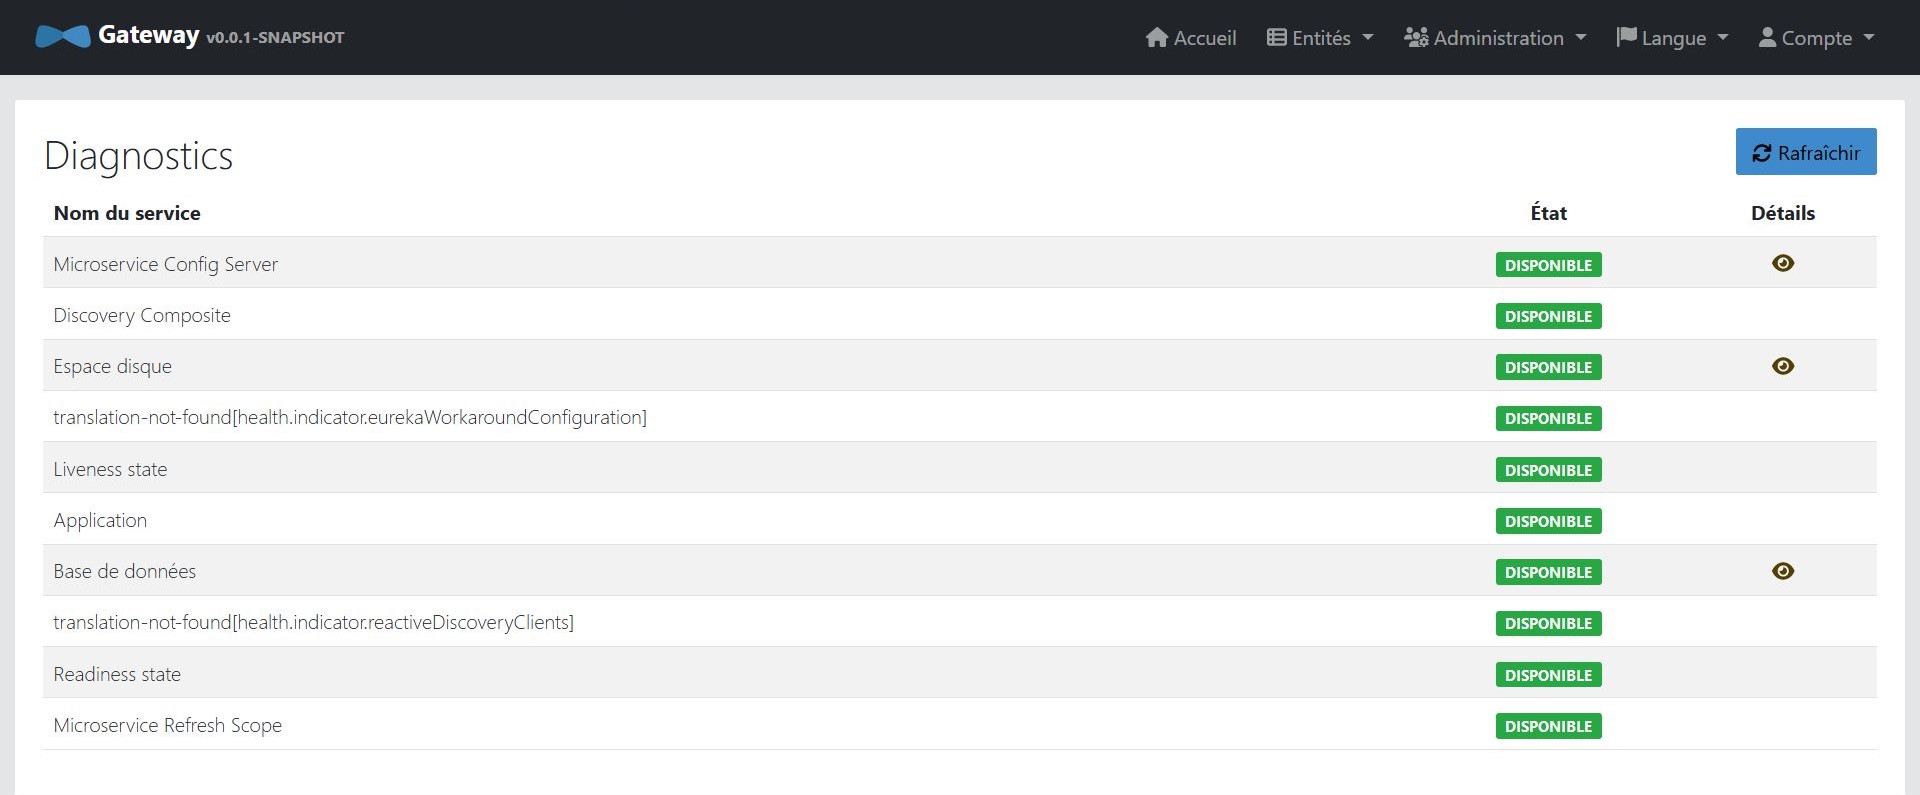 Gateway v0.0.1-SNAPSHOT Accueil Entités Administration Langue Compte
Diagnostics Rafraîchir
Nom du service État Détails
Microservice Config Server DISPONIBLE
Discovery Composite DISPONIBLE
Espace disque DISPONIBLE
translation-not-found[health.indicator.eurekaWorkaroundConfiguration] DISPONIBLE
Liveness state DISPONIBLE
Application DISPONIBLE
Base de données DISPONIBLE
translation-not-found[health.indicator.reactiveDiscoveryClients] DISPONIBLE
Readiness state DISPONIBLE
Microservice Refresh Scope DISPONIBLE